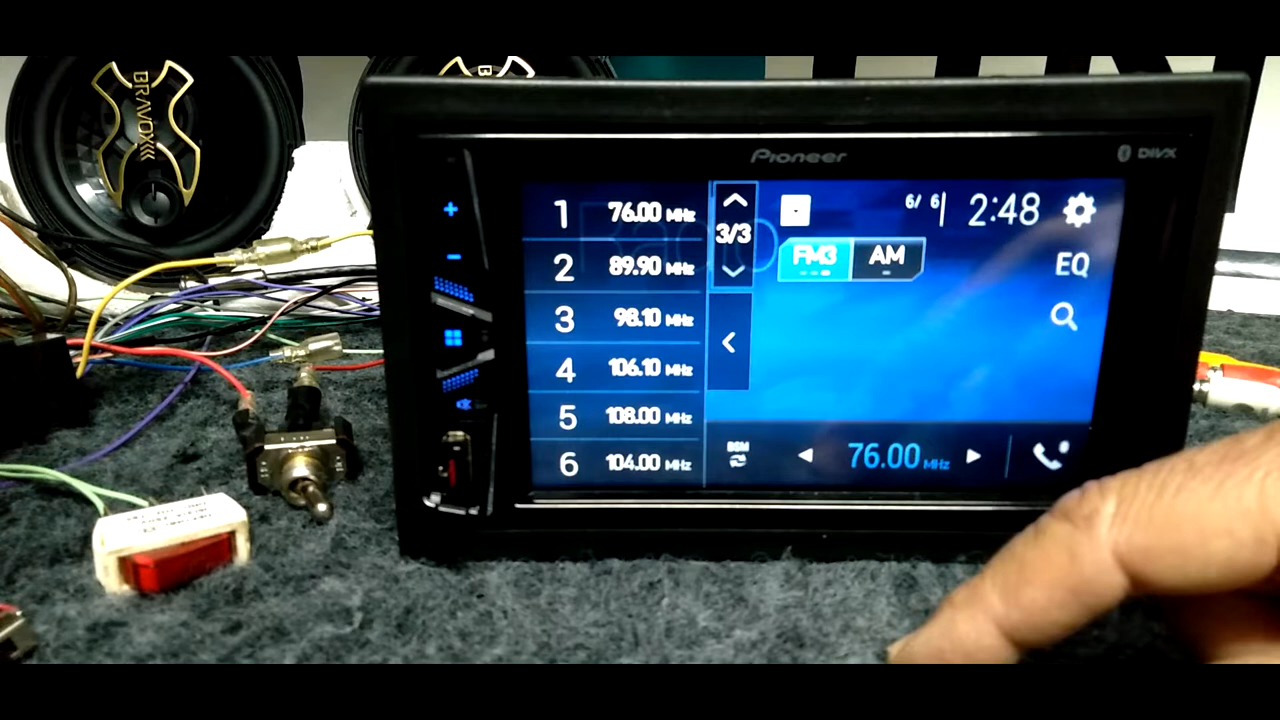 BRAVOX
B
Pioneer
DIVX
1 76.00 MHz
2 89.90 MHz
3 98.10 MHz
4 106.10 MHz
5 108.00 MHz
6 104.00 MHz
3/3
6/ 6
2:48
FM3
AM
EQ
BSM
76.00 MHz